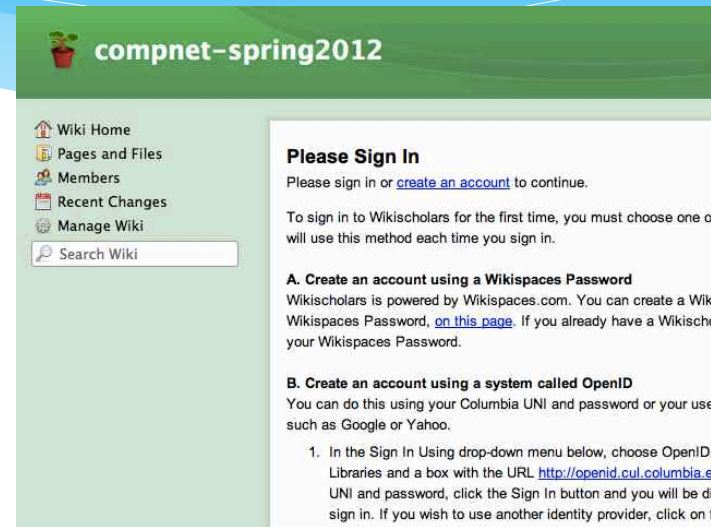 compnet-spring2012
Wiki Home
Pages and Files
Members
Recent Changes
Manage Wiki
Search Wiki
Please Sign In
Please sign in or create an account to continue.
To sign in to Wikischolars for the first time, you must choose one o
will use this method each time you sign in.
A. Create an account using a Wikispaces Password
Wikischolars is powered by Wikispaces.com. You can create a Wik
Wikispaces Password, on this page. If you already have a Wikisch
your Wikispaces Password.
B. Create an account using a system called OpenID
You can do this using your Columbia UNI and password or your use
such as Google or Yahoo.
1. In the Sign In Using drop-down menu below, choose OpenID
Libraries and a box with the URL http://openid.cul.columbia.e
UNI and password, click the Sign In button and you will be di
sign in. If you wish to use another identity provider, click on